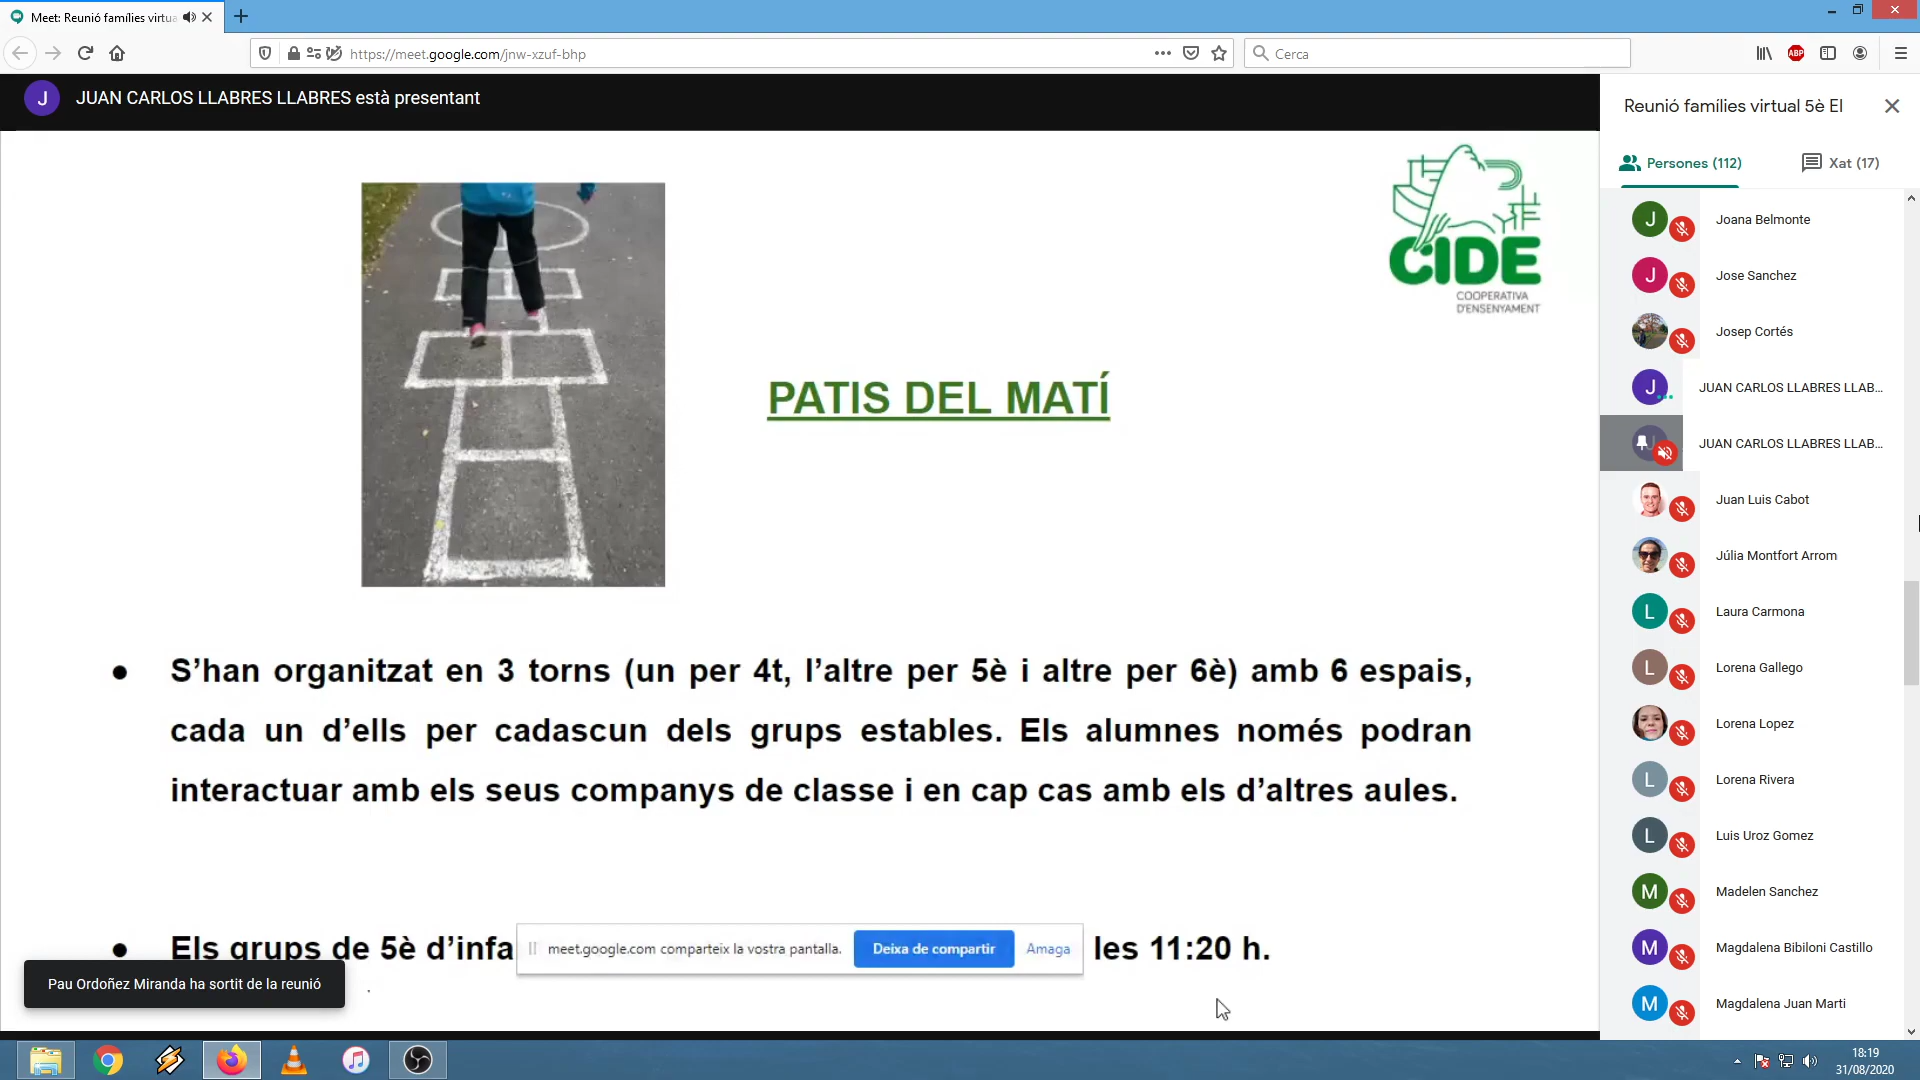 Meet: Reunió famílies virtua
https://meet.google.com/jnw-xzuf-bhp
Cerca
ABP
J
JUAN CARLOS LLABRES LLABRES està presentant
Reunió famílies virtual 5è EI
Persones (112)
Xat (17)
CIDE
COOPERATIVA
D'ENSENYAMENT
PATIS DEL MATÍ
● S'han organitzat en 3 torns (un per 4t, l'altre per 5è i altre per 6è) amb 6 espais,
cada un d'ells per cadascun dels grups estables. Els alumnes només podran
interactuar amb els seus companys de classe i en cap cas amb els d'altres aules.
● Els grups de 5è d'infa
les 11:20 h.
meet.google.com comparteix la vostra pantalla.
Deixa de compartir
Amaga
Pau Ordoñez Miranda ha sortit de la reunió
J Joana Belmonte
J Jose Sanchez
Josep Cortés
J JUAN CARLOS LLABRES LLAB...
JUAN CARLOS LLABRES LLAB...
Juan Luis Cabot
Júlia Montfort Arrom
L Laura Carmona
L Lorena Gallego
Lorena Lopez
L Lorena Rivera
L Luis Uroz Gomez
M Madelen Sanchez
M Magdalena Bibiloni Castillo
M Magdalena Juan Marti
18:19
31/08/2020